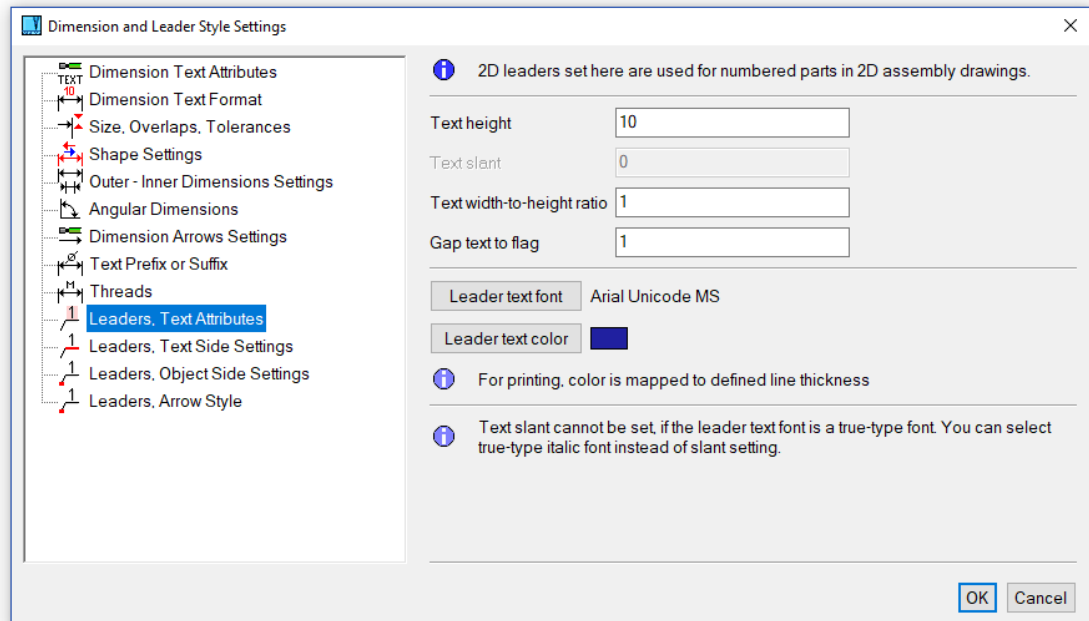 Dimension and Leader Style Settings
TEXT
Dimension Text Attributes
10
Dimension Text Format
Size, Overlaps, Tolerances
Shape Settings
Outer - Inner Dimensions Settings
Angular Dimensions
Dimension Arrows Settings
Text Prefix or Suffix
M
Threads
1
Leaders, Text Attributes
1
Leaders, Text Side Settings
1
Leaders, Object Side Settings
1
Leaders, Arrow Style
2D leaders set here are used for numbered parts in 2D assembly drawings.
Text height 10
Text slant 0
Text width-to-height ratio 1
Gap text to flag 1
Leader text font Arial Unicode MS
Leader text color
For printing, color is mapped to defined line thickness
Text slant cannot be set, if the leader text font is a true-type font. You can select
true-type italic font instead of slant setting.
OK Cancel